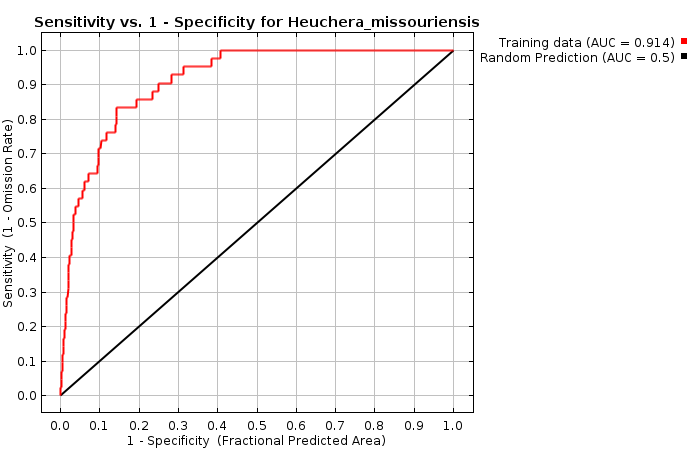 Sensitivity vs. 1 - Specificity for Heuchera_missouriensis
Training data (AUC = 0.914)
Random Prediction (AUC = 0.5)
Sensitivity (1 - Omission Rate)
1.0
0.9
0.8
0.7
0.6
0.5
0.4
0.3
0.2
0.1
0.0
0.0 0.1 0.2 0.3 0.4 0.5 0.6 0.7 0.8 0.9 1.0
1 - Specificity (Fractional Predicted Area)